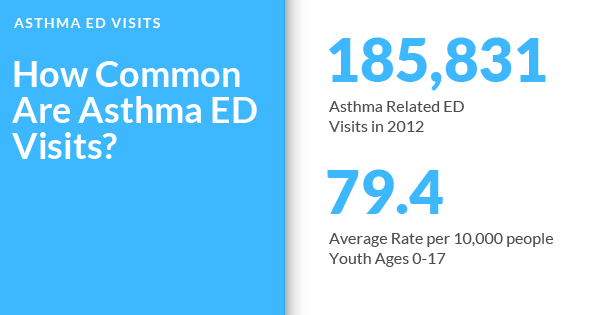 ASTHMA ED VISITS
How Common
Are Asthma ED
Visits?
185,831
Asthma Related ED
Visits in 2012
79.4
Average Rate per 10,000 people
Youth Ages 0-17